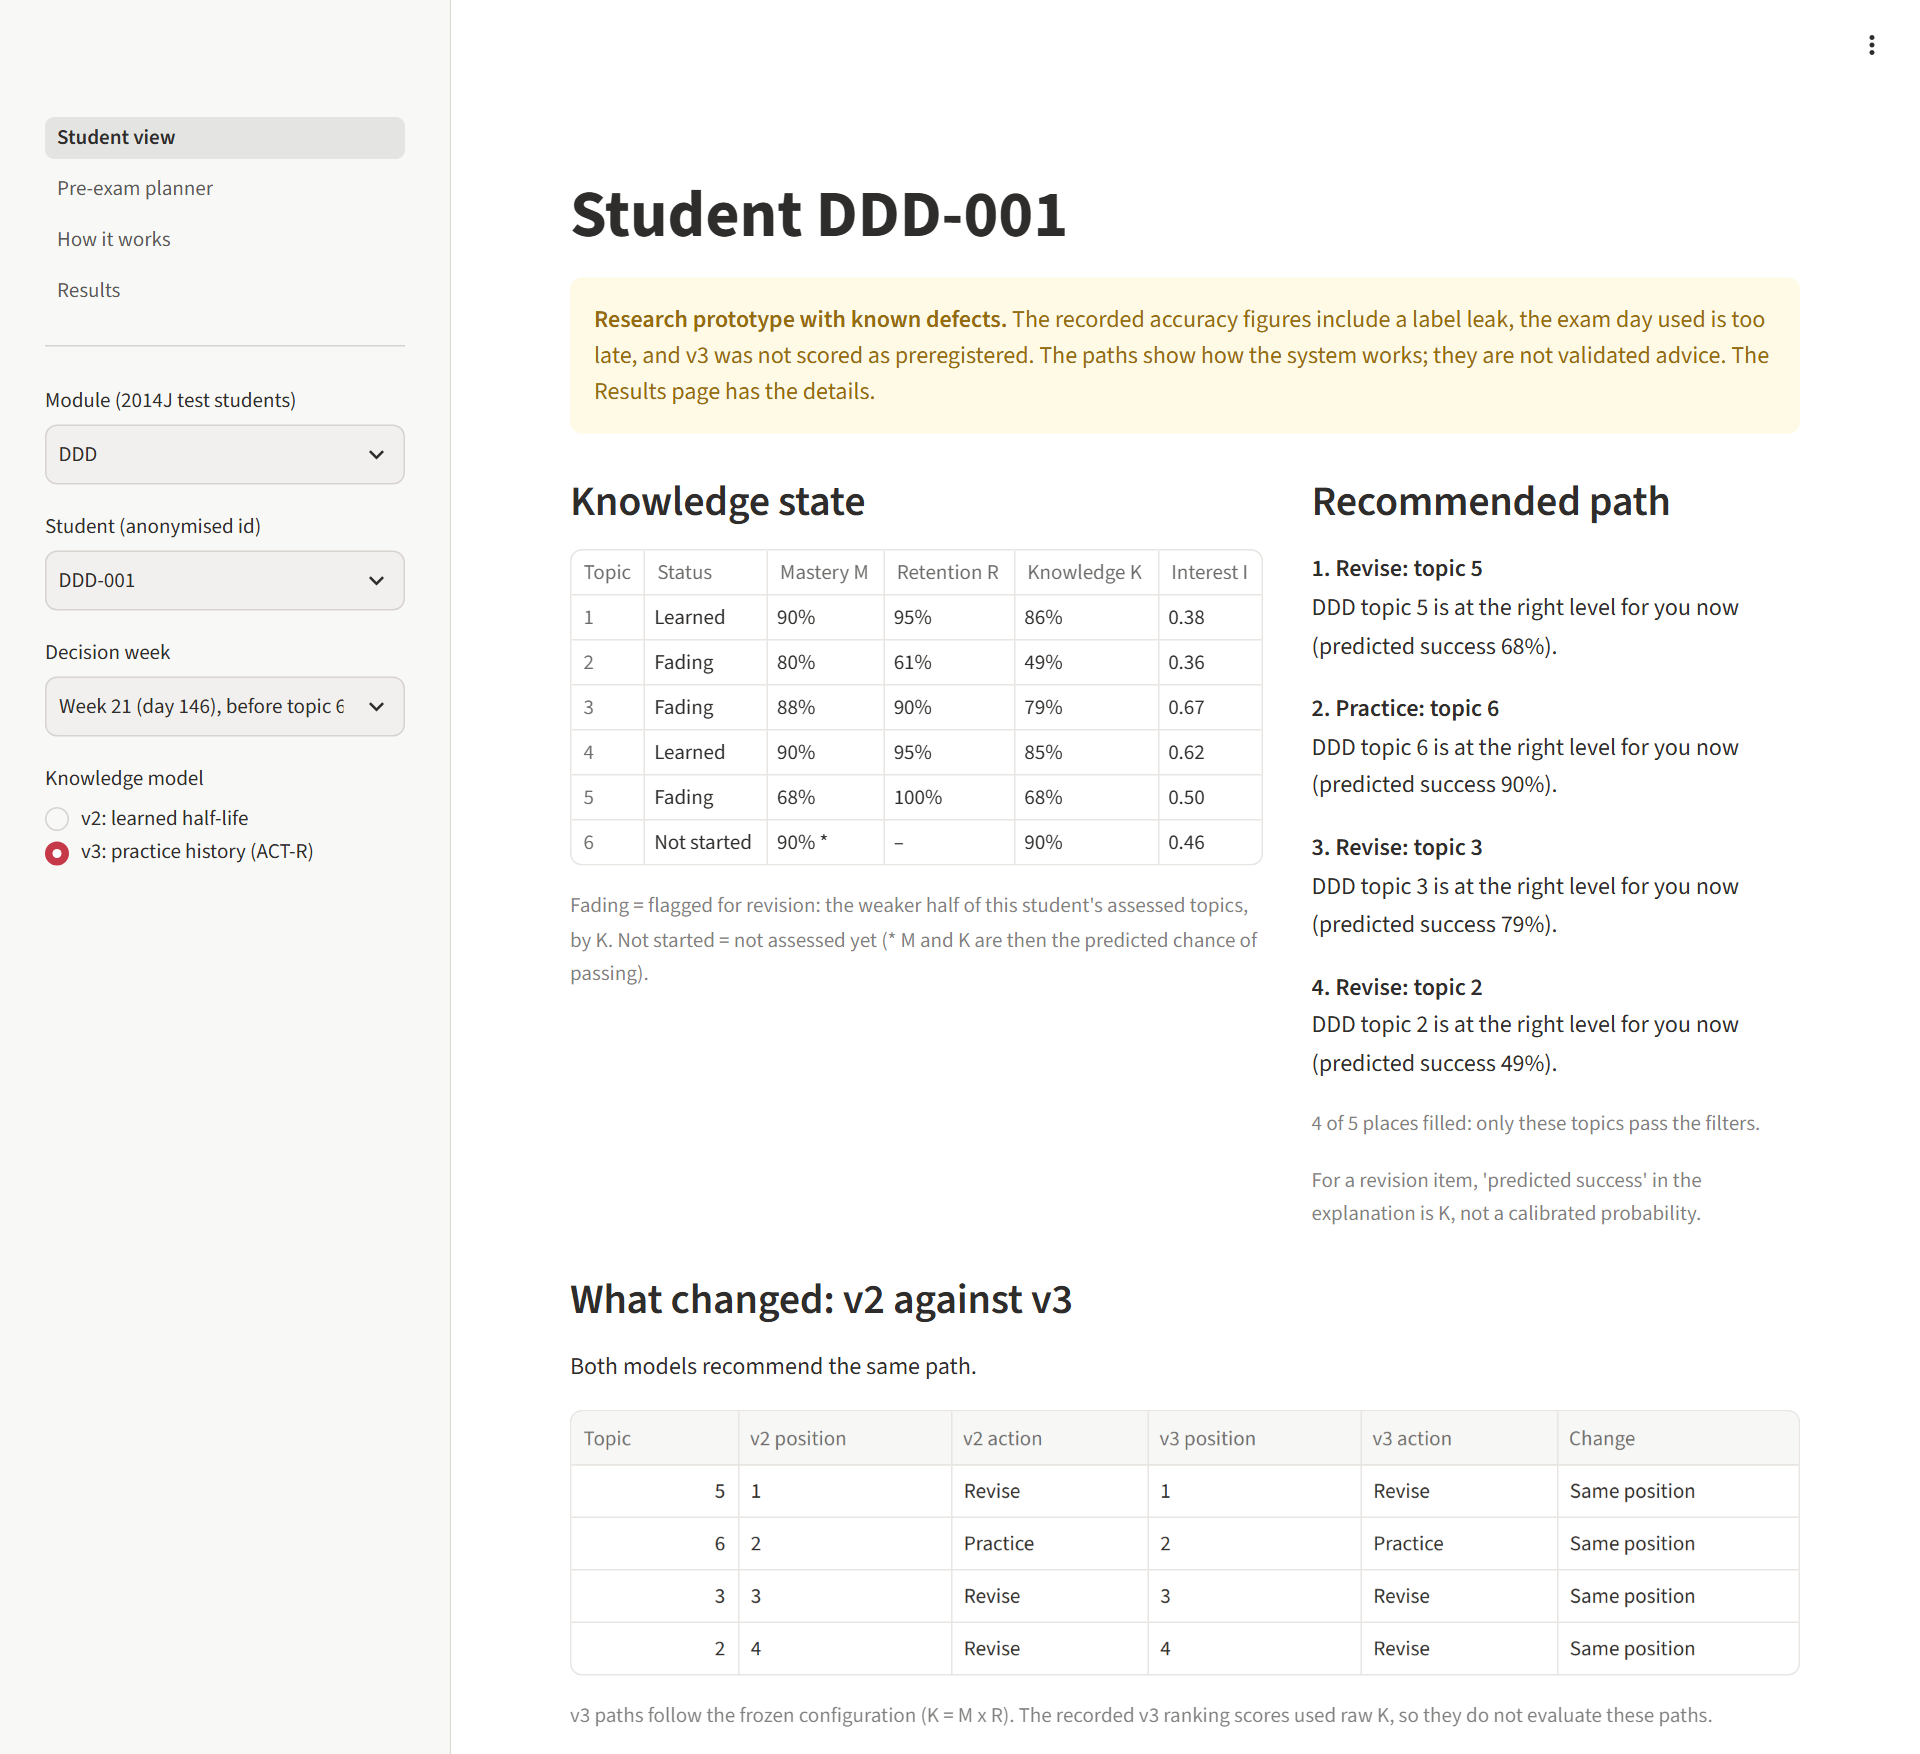 Student view
Pre-exam planner
How it works
Results
Module (2014J test students)
DDD
Student (anonymised id)
DDD-001
Decision week
Week 21 (day 146), before topic 6
Knowledge model
v2: learned half-life
v3: practice history (ACT-R)
Student DDD-001
Research prototype with known defects. The recorded accuracy figures include a label leak, the exam day used is too
late, and v3 was not scored as preregistered. The paths show how the system works; they are not validated advice. The
Results page has the details.
Knowledge state
Topic Status Mastery M Retention R Knowledge K Interest I
1 Learned 90% 95% 86% 0.38
2 Fading 80% 61% 49% 0.36
3 Fading 88% 90% 79% 0.67
4 Learned 90% 95% 85% 0.62
5 Fading 68% 100% 68% 0.50
6 Not started 90% * – 90% 0.46
Fading = flagged for revision: the weaker half of this student's assessed topics,
by K. Not started = not assessed yet (* M and K are then the predicted chance of
passing).
Recommended path
1. Revise: topic 5
DDD topic 5 is at the right level for you now
(predicted success 68%).
2. Practice: topic 6
DDD topic 6 is at the right level for you now
(predicted success 90%).
3. Revise: topic 3
DDD topic 3 is at the right level for you now
(predicted success 79%).
4. Revise: topic 2
DDD topic 2 is at the right level for you now
(predicted success 49%).
4 of 5 places filled: only these topics pass the filters.
For a revision item, 'predicted success' in the
explanation is K, not a calibrated probability.
What changed: v2 against v3
Both models recommend the same path.
Topic v2 position v2 action v3 position v3 action Change
5 1 Revise 1 Revise Same position
6 2 Practice 2 Practice Same position
3 3 Revise 3 Revise Same position
2 4 Revise 4 Revise Same position
v3 paths follow the frozen configuration (K = M x R). The recorded v3 ranking scores used raw K, so they do not evaluate these paths.